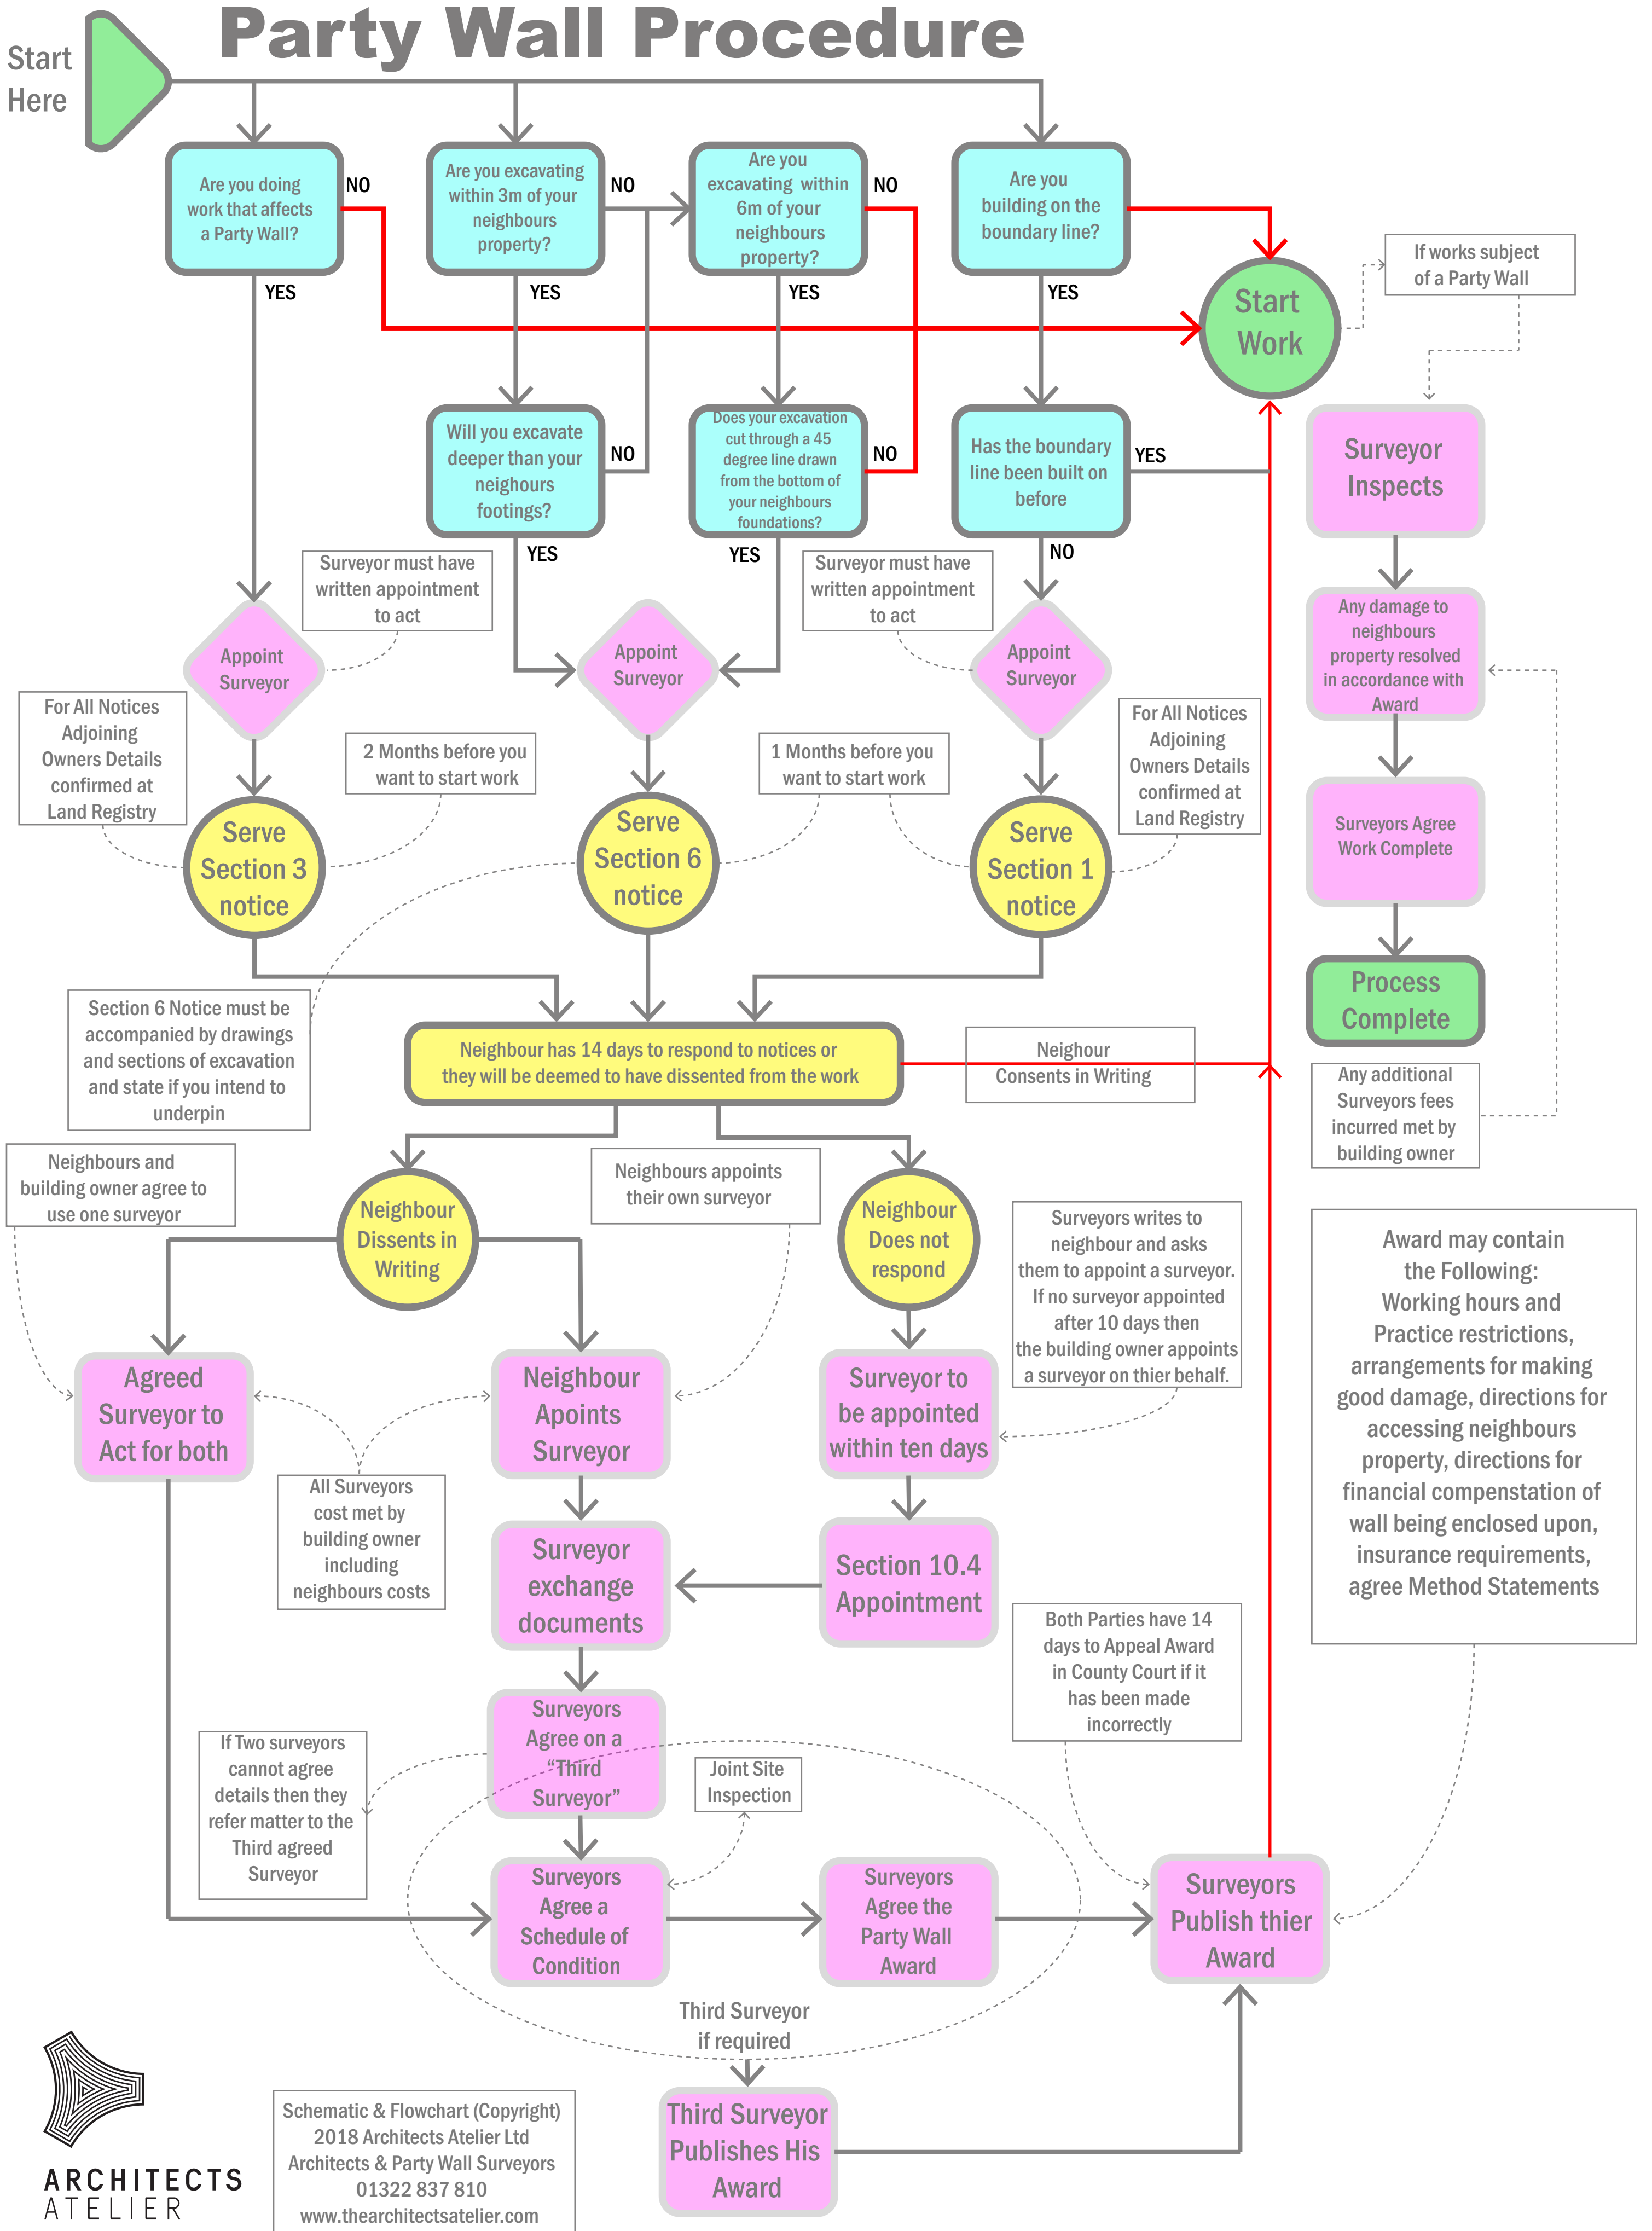 Party Wall Procedure
Start
Here
Are you doing
work that affects
a Party Wall?
NO
YES
Are you excavating
within 3m of your
neighbours
property?
NO
YES
Are you
excavating within
6m of your
neighbours
property?
NO
YES
Are you
building on the
boundary line?
YES
Start
Work
If works subject
of a Party Wall
Will you excavate
deeper than your
neighours
footings?
NO
YES
Does your excavation
cut through a 45
degree line drawn
from the bottom of
your neighbours
foundations?
NO
YES
Has the boundary
line been built on
before
YES
NO
Surveyor
Inspects
Surveyor must have
written appointment
to act
Surveyor must have
written appointment
to act
Any damage to
neighbours
property resolved
in accordance with
Award
Appoint
Surveyor
Appoint
Surveyor
Appoint
Surveyor
For All Notices
Adjoining
Owners Details
confirmed at
Land Registry
2 Months before you
want to start work
1 Months before you
want to start work
For All Notices
Adjoining
Owners Details
confirmed at
Land Registry
Serve
Section 3
notice
Serve
Section 6
notice
Serve
Section 1
notice
Surveyors Agree
Work Complete
Process
Complete
Section 6 Notice must be
accompanied by drawings
and sections of excavation
and state if you intend to
underpin
Neighbour has 14 days to respond to notices or
they will be deemed to have dissented from the work
Neighour
Consents in Writing
Any additional
Surveyors fees
incurred met by
building owner
Neighbours and
building owner agree to
use one surveyor
Neighbour
Dissents in
Writing
Neighbours appoints
their own surveyor
Neighbour
Does not
respond
Surveyors writes to
neighbour and asks
them to appoint a surveyor.
If no surveyor appointed
after 10 days then
the building owner appoints
a surveyor on thier behalf.
Award may contain
the Following:
Working hours and
Practice restrictions,
arrangements for making
good damage, directions for
accessing neighbours
property, directions for
financial compenstation of
wall being enclosed upon,
insurance requirements,
agree Method Statements
Agreed
Surveyor to
Act for both
Neighbour
Apoints
Surveyor
Surveyor to
be appointed
within ten days
All Surveyors
cost met by
building owner
including
neighbours costs
Surveyor
exchange
documents
Section 10.4
Appointment
Both Parties have 14
days to Appeal Award
in County Court if it
has been made
incorrectly
Surveyors
Agree on a
“Third
Surveyor”
If Two surveyors
cannot agree
details then they
refer matter to the
Third agreed
Surveyor
Joint Site
Inspection
Surveyors
Agree a
Schedule of
Condition
Surveyors
Agree the
Party Wall
Award
Surveyors
Publish thier
Award
Third Surveyor
if required
Third Surveyor
Publishes His
Award
ARCHITECTS
ATELIER
Schematic & Flowchart (Copyright)
2018 Architects Atelier Ltd
Architects & Party Wall Surveyors
01322 837 810
www.thearchitectsatelier.com